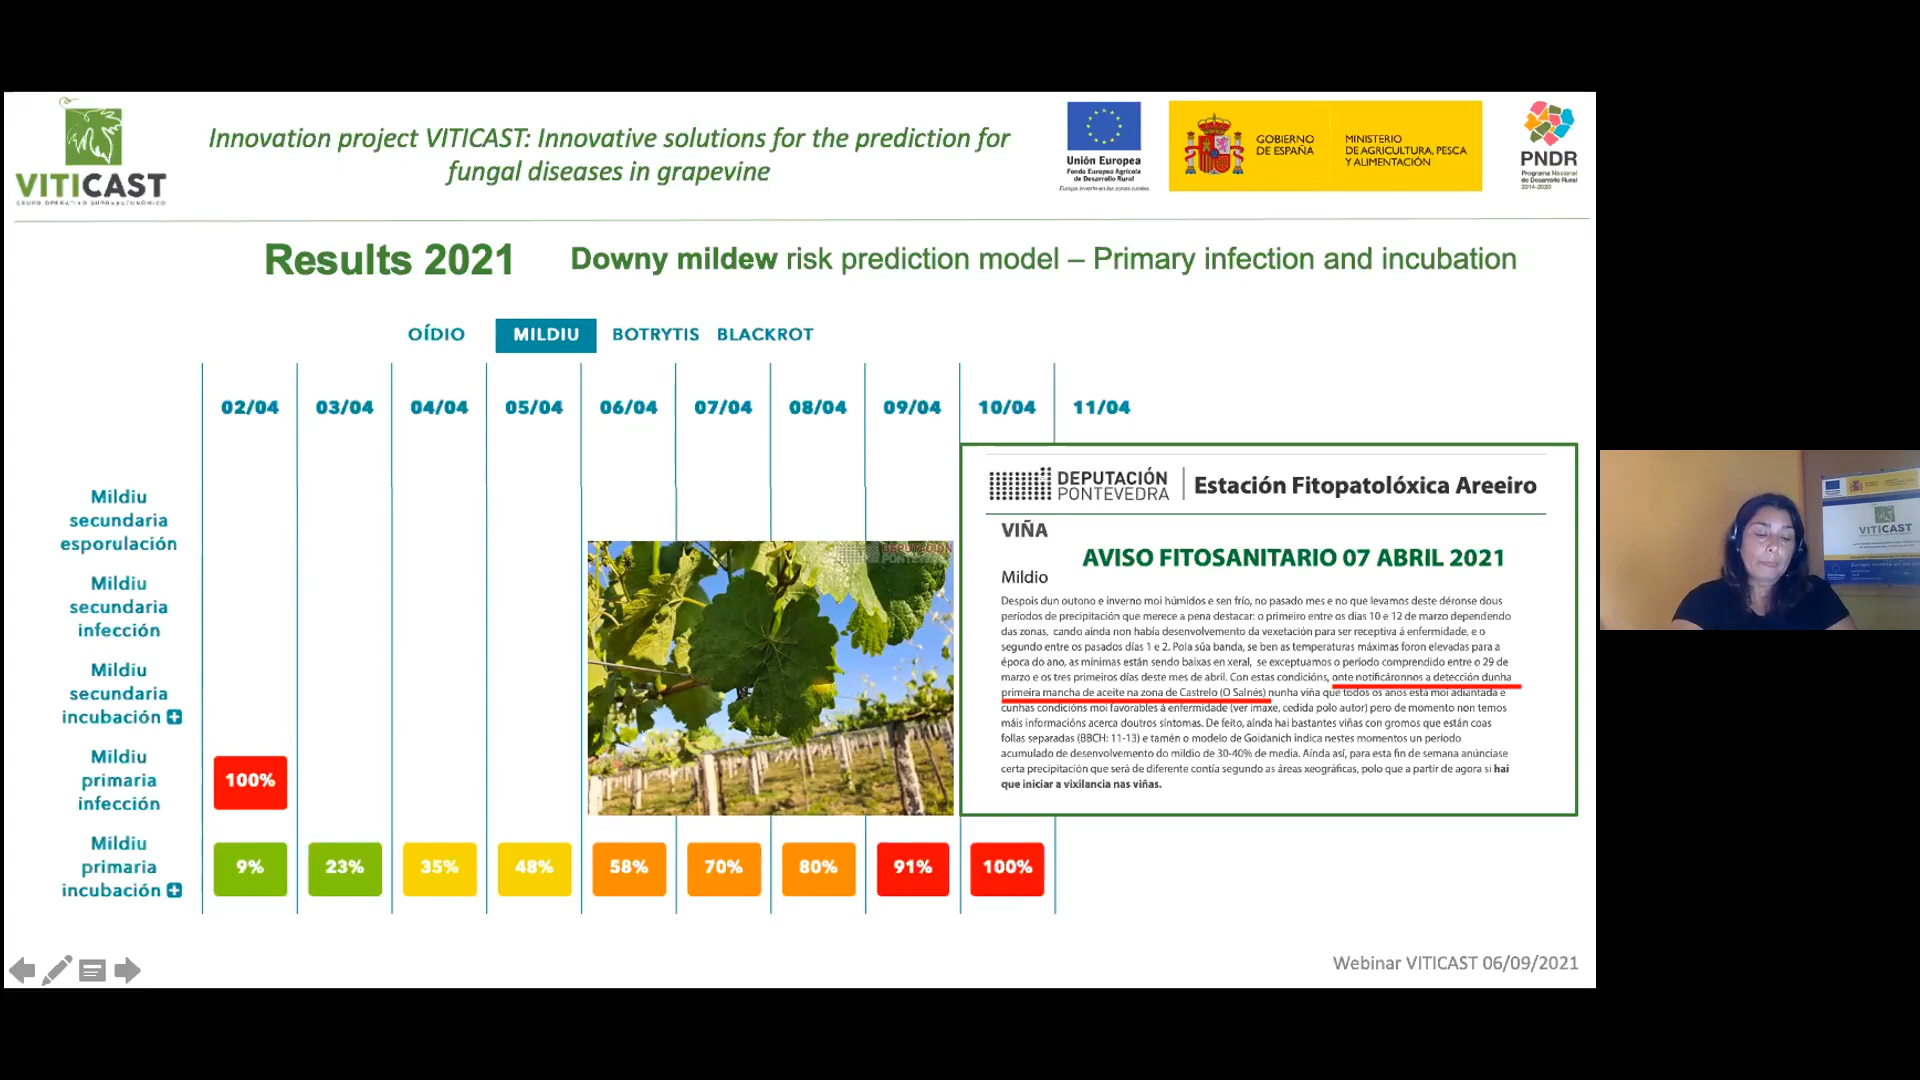 VITICAST
GRUPO OPERATIVO SUPRAAUTONÓMICO
Innovation project VITICAST: Innovative solutions for the prediction for
fungal diseases in grapevine
Unión Europea
Fondo Europeo Agrícola
de Desarrollo Rural
Europa invierte en las zonas rurales
GOBIERNO
DE ESPAÑA
MINISTERIO
DE AGRICULTURA, PESCA
Y ALIMENTACIÓN
PNDR
Programa Nacional
de Desarrollo Rural
2014-2020
Results 2021
Downy mildew risk prediction model – Primary infection and incubation
OÍDIO
MILDIU
BOTRYTIS
BLACKROT
02/04
03/04
04/04
05/04
06/04
07/04
08/04
09/04
10/04
11/04
Mildiu
secundaria
esporulación
Mildiu
secundaria
infección
Mildiu
secundaria
incubación
Mildiu
primaria
infección
100%
Mildiu
primaria
incubación
9%
23%
35%
48%
58%
70%
80%
91%
100%
DEPUTACIÓN
PONTEVEDRA
DEPUTACIÓN
PONTEVEDRA
Estación Fitopatolóxica Areeiro
VIÑA
AVISO FITOSANITARIO 07 ABRIL 2021
Mildio
Despois dun outono e inverno moi húmidos e sen frío, no pasado mes e no que levamos deste déronse dous
períodos de precipitación que merece a pena destacar: o primeiro entre os días 10 e 12 de marzo dependendo
das zonas, cando aínda non había desenvolvemento da vexetación para ser receptiva á enfermidade, e o
segundo entre os pasados días 1 e 2. Pola súa banda, se ben as temperaturas máximas foron elevadas para a
época do ano, as mínimas están sendo baixas en xeral, se exceptuamos o período comprendido entre o 29 de
marzo e os tres primeiros días deste mes de abril. Con estas condicións, onte notificáronnos a detección dunha
primeira mancha de aceite na zona de Castrelo (O Salnés) nunha viña que todos os anos está moi adiantada e
cunhas condicións moi favorables á enfermidade (ver imaxe, cedida polo autor) pero de momento non temos
máis informacións acerca doutros síntomas. De feito, aínda hai bastantes viñas con gromos que están coas
follas separadas (BBCH: 11-13) e tamén o modelo de Goidanich indica nestes momentos un período
acumulado de desenvolvemento do mildio de 30-40% de media. Aínda así, para esta fin de semana anúnciase
certa precipitación que será de diferente contía segundo as áreas xeográficas, polo que a partir de agora si hai
que iniciar a vixilancia nas viñas.
Webinar VITICAST 06/09/2021
VITICAST